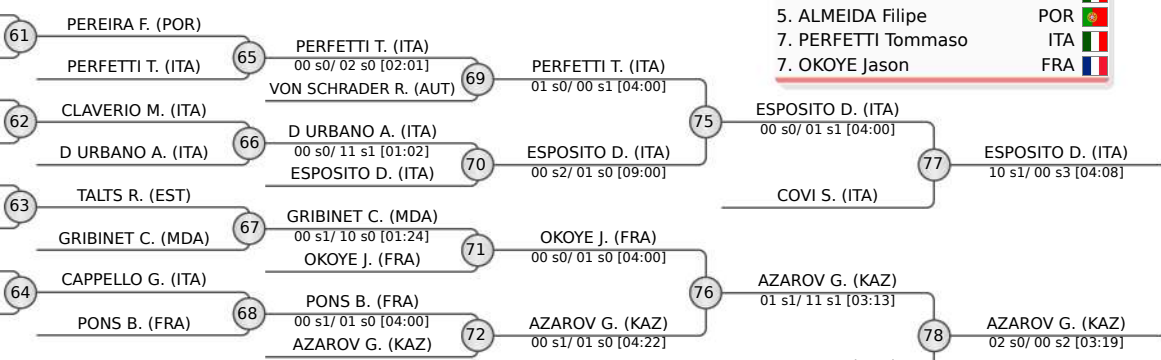 5. ALMEIDA Filipe POR
7. PERFETTI Tommaso ITA
7. OKOYE Jason FRA
61
PEREIRA F. (POR)
PERFETTI T. (ITA)
65
PERFETTI T. (ITA)
00 s0/ 02 s0 [02:01]
VON SCHRADER R. (AUT)
69
PERFETTI T. (ITA)
01 s0/ 00 s1 [04:00]
62
CLAVERIO M. (ITA)
D URBANO A. (ITA)
66
D URBANO A. (ITA)
00 s0/ 11 s1 [01:02]
ESPOSITO D. (ITA)
70
ESPOSITO D. (ITA)
00 s2/ 01 s0 [09:00]
75
ESPOSITO D. (ITA)
00 s0/ 01 s1 [04:00]
COVI S. (ITA)
77
ESPOSITO D. (ITA)
10 s1/ 00 s3 [04:08]
63
TALTS R. (EST)
GRIBINET C. (MDA)
67
GRIBINET C. (MDA)
00 s1/ 10 s0 [01:24]
OKOYE J. (FRA)
71
OKOYE J. (FRA)
00 s0/ 01 s0 [04:00]
64
CAPPELLO G. (ITA)
PONS B. (FRA)
68
PONS B. (FRA)
00 s1/ 01 s0 [04:00]
AZAROV G. (KAZ)
72
AZAROV G. (KAZ)
00 s1/ 01 s0 [04:22]
76
AZAROV G. (KAZ)
01 s1/ 11 s1 [03:13]
78
AZAROV G. (KAZ)
02 s0/ 00 s2 [03:19]